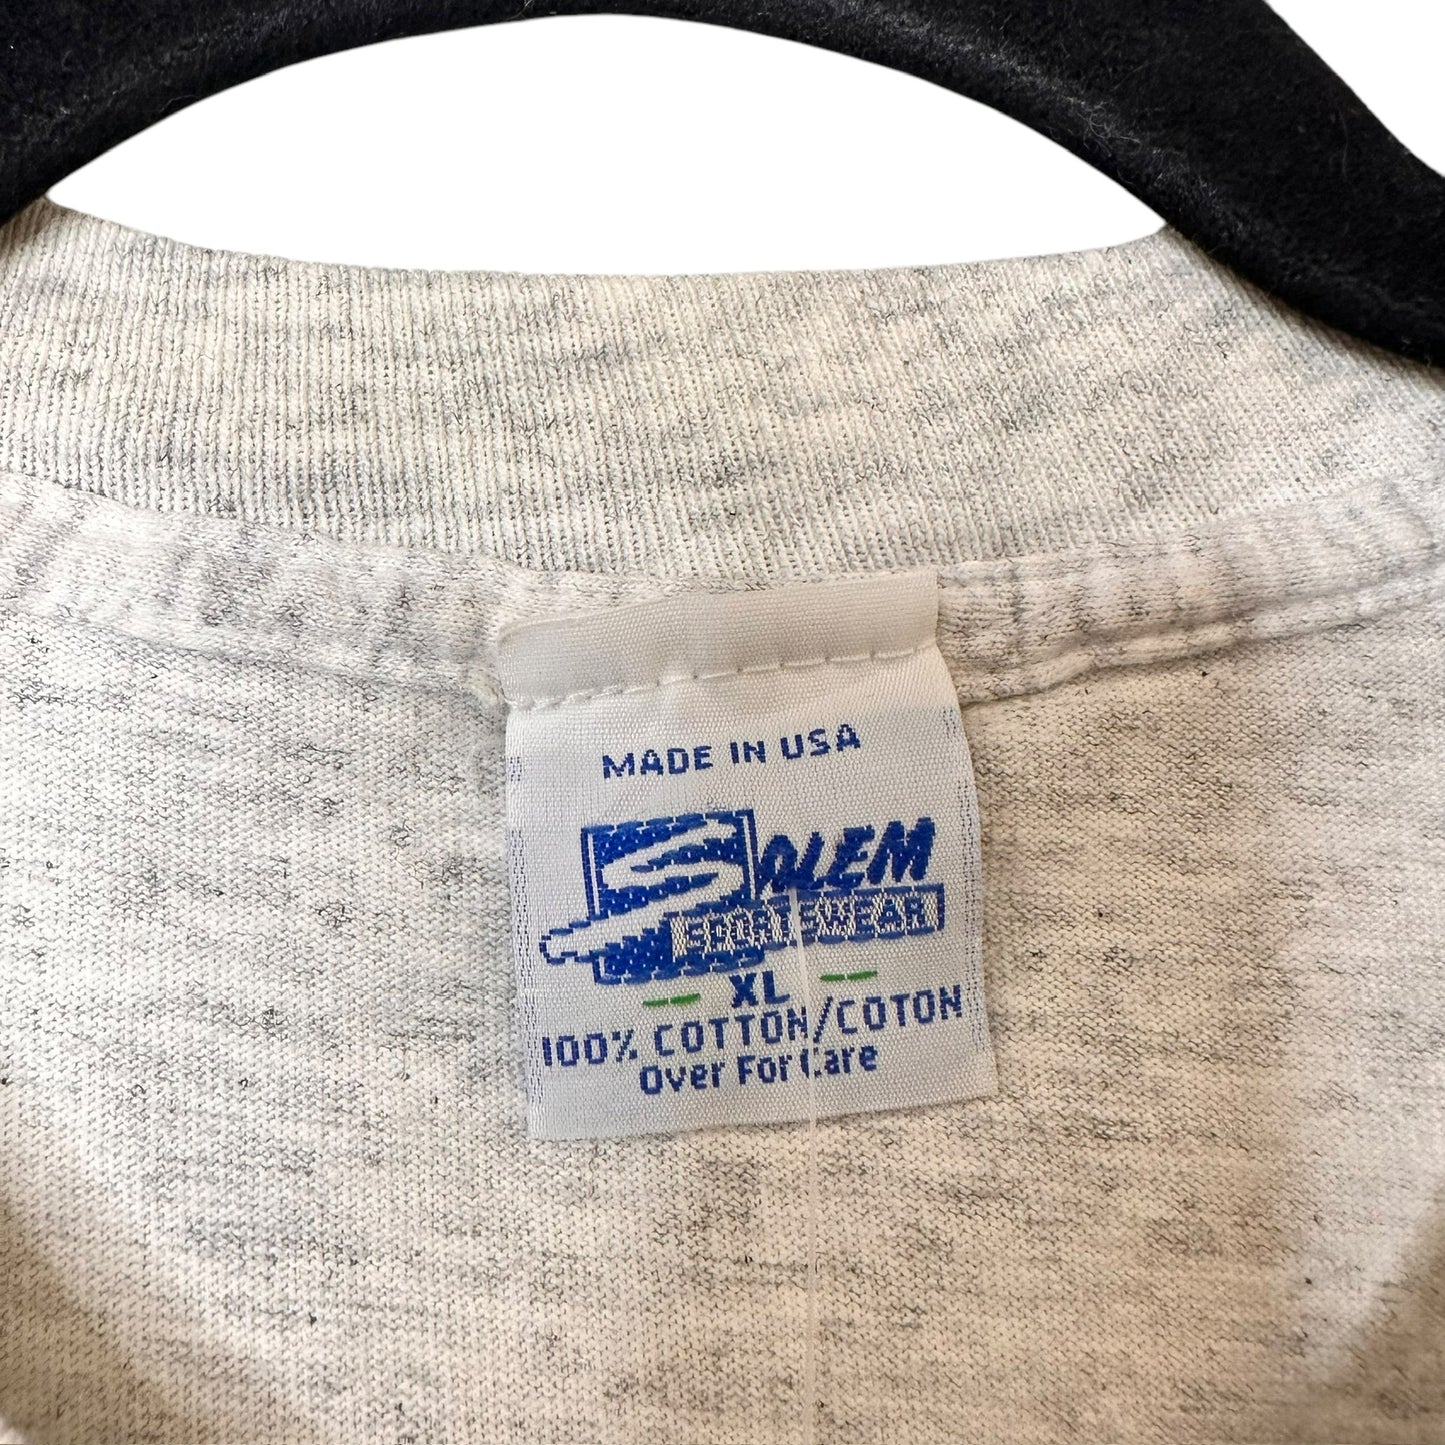 MADE IN USA
SALEM
SPORTSWEAR
XL
100% COTTON/COTON
Over For Care